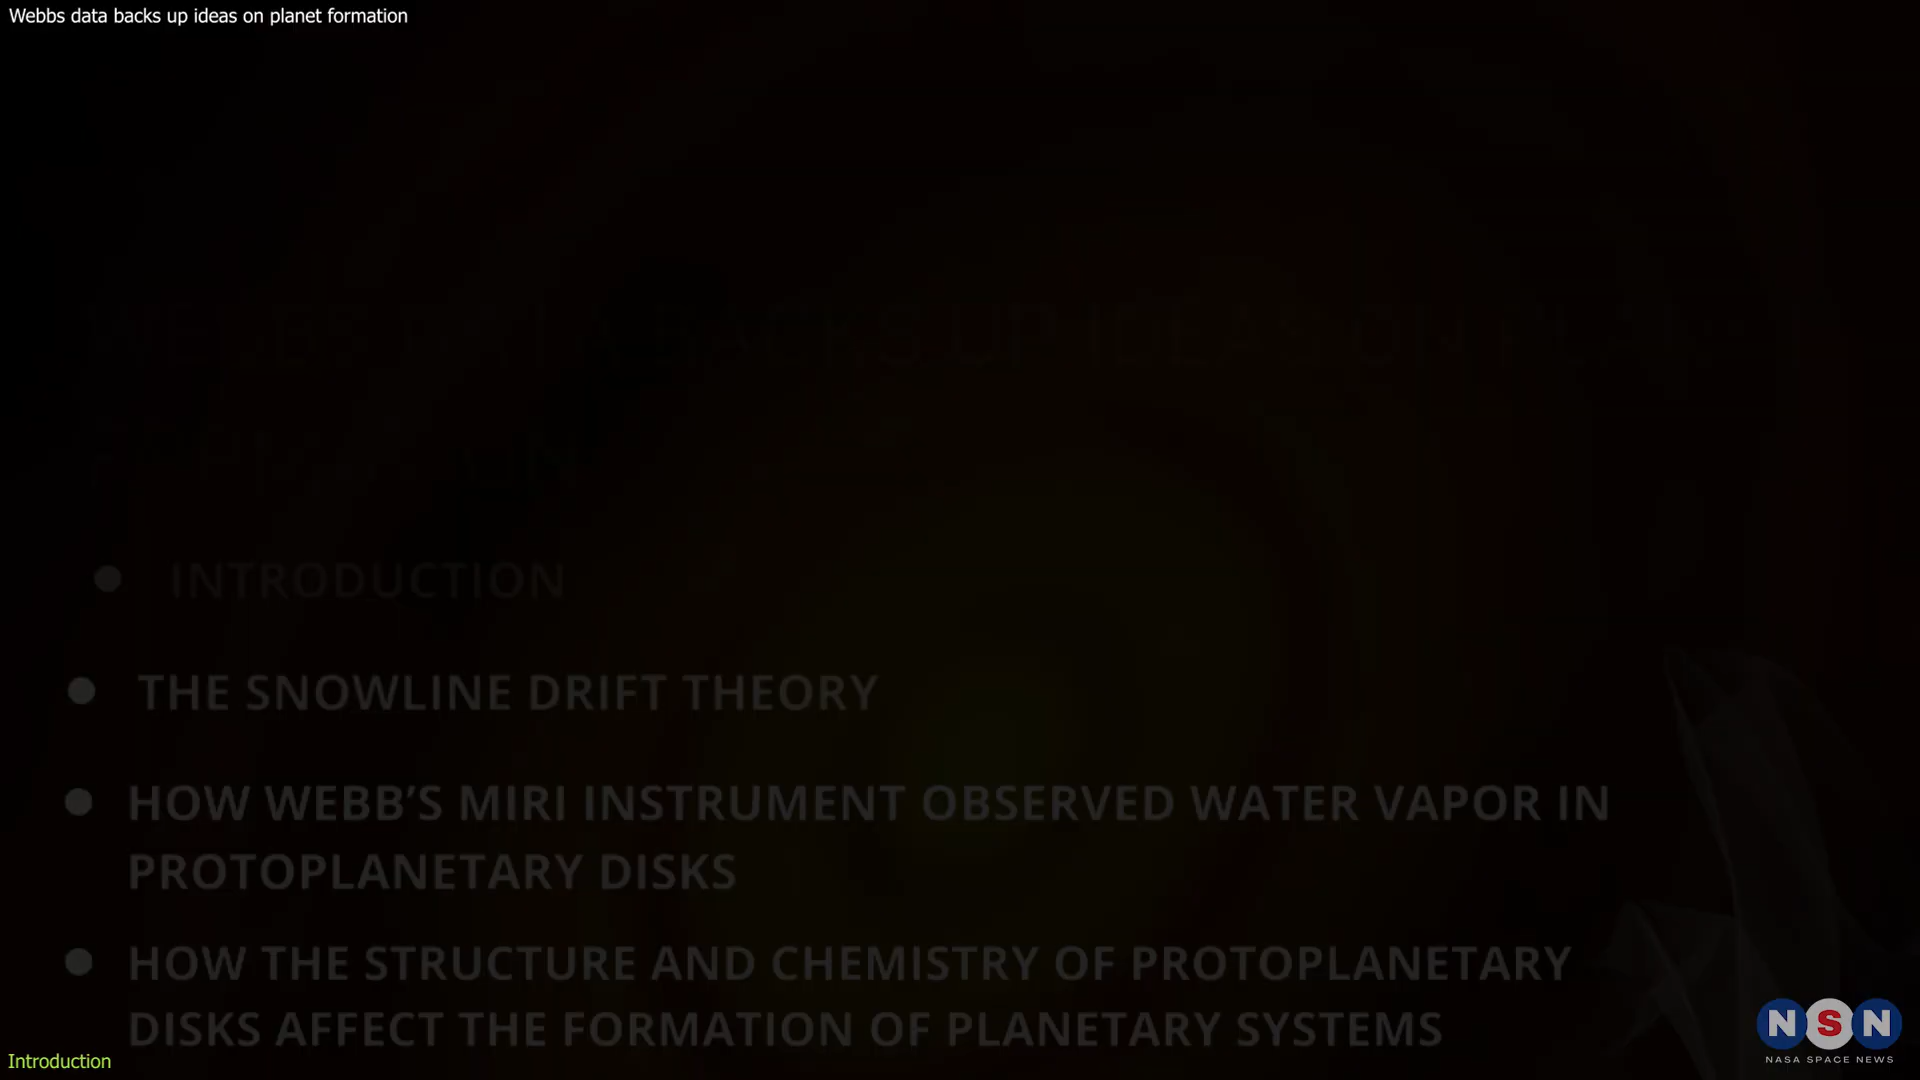 Webbs data backs up ideas on planet formation
INTRODUCTION
THE SNOWLINE DRIFT THEORY
HOW WEBB’S MIRI INSTRUMENT OBSERVED WATER VAPOR IN
PROTOPLANETARY DISKS
HOW THE STRUCTURE AND CHEMISTRY OF PROTOPLANETARY
DISKS AFFECT THE FORMATION OF PLANETARY SYSTEMS
Introduction
NSN
NASA SPACE NEWS